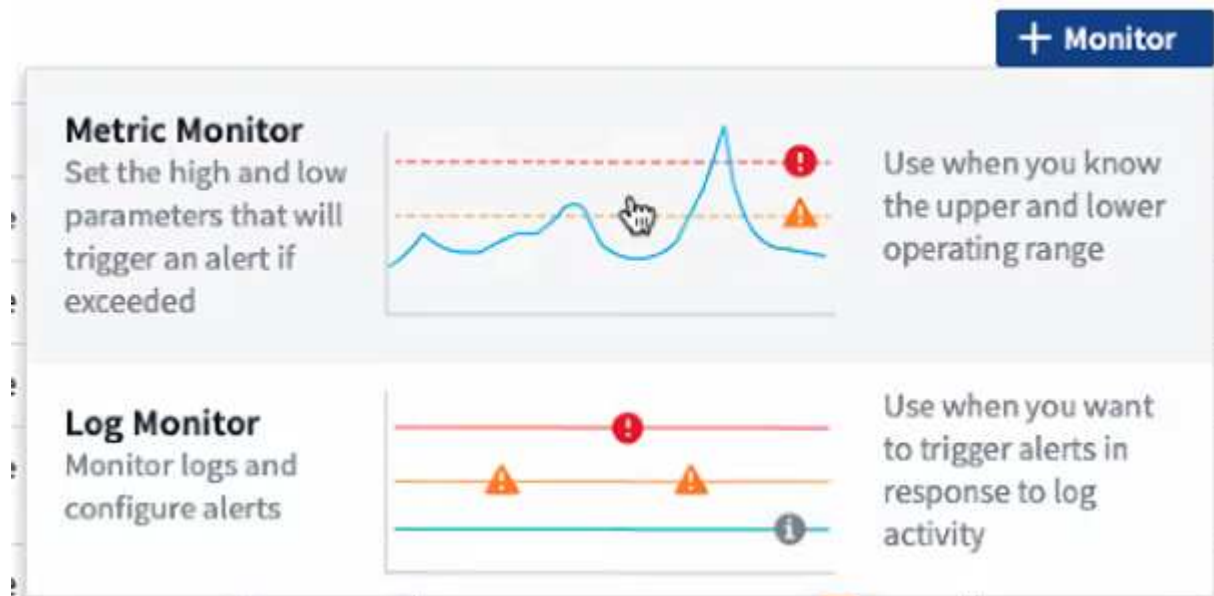 + Monitor
Metric Monitor
Set the high and low
parameters that will
trigger an alert if
exceeded
Use when you know
the upper and lower
operating range
Log Monitor
Monitor logs and
configure alerts
Use when you want
to trigger alerts in
response to log
activity